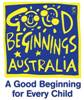 GOOD
BEGINNINGS
AUSTRALIA
A Good Beginning
for Every Child